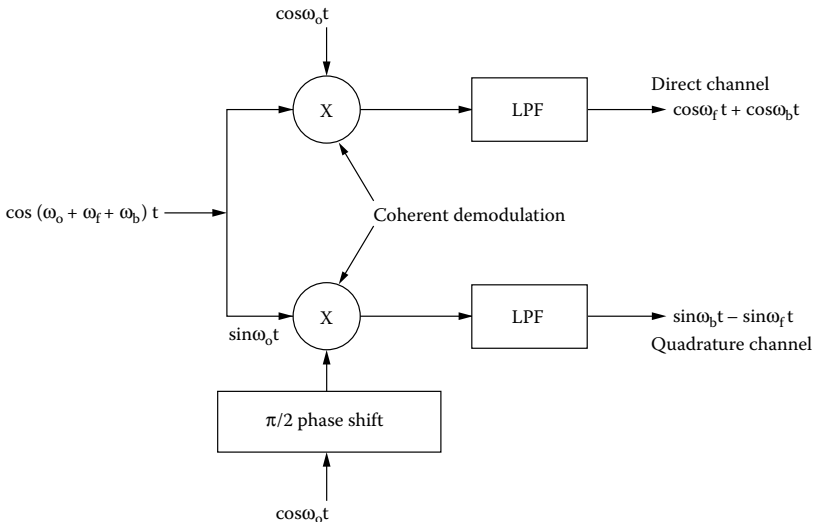 cosω₀t
Direct channel
X
LPF
cosω_f t + cosω_b t
cos (ω₀ + ω_f + ω_b) t
Coherent demodulation
X
LPF
sinω_b t – sinω_f t
sinω₀t
Quadrature channel
π/2 phase shift
cosω₀t